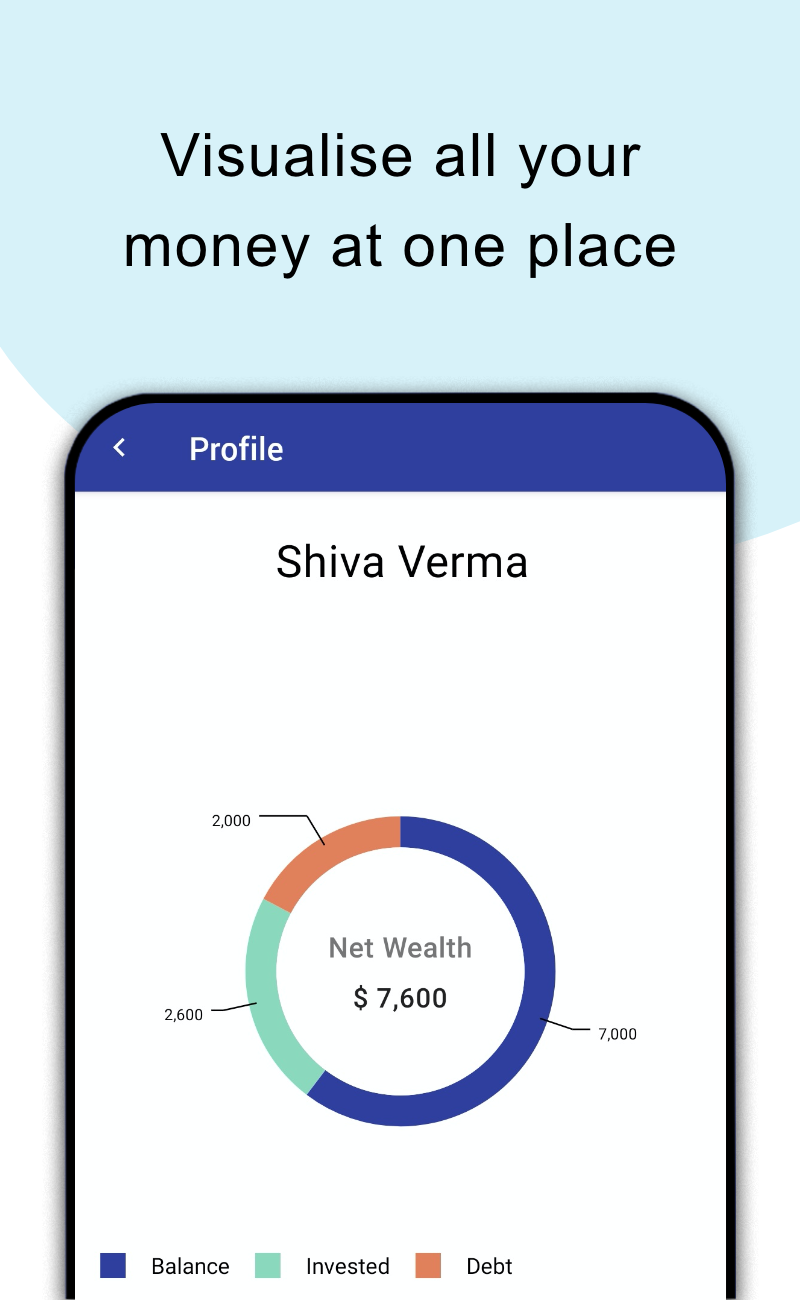 Visualise all your
money at one place
Profile
Shiva Verma
2,000
Net Wealth
$ 7,600
2,600
7,000
Balance Invested Debt